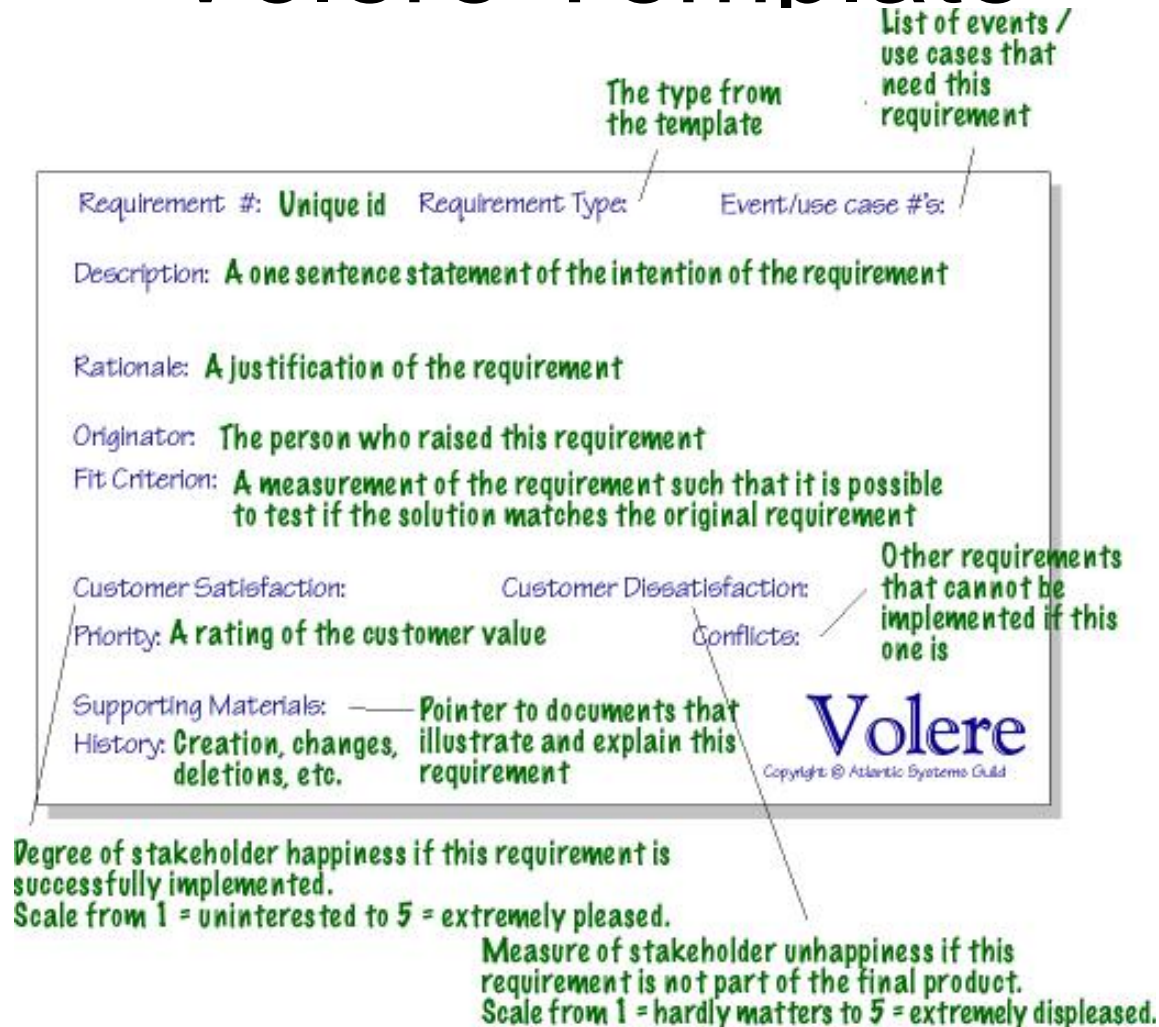 Volere Template
List of events /
use cases that
need this
requirement
The type from
the template
Requirement #: Unique id Requirement Type: Event/use case #'s:
Description: A one sentence statement of the intention of the requirement
Rationale: A justification of the requirement
Originator: The person who raised this requirement
Fit Criterion: A measurement of the requirement such that it is possible
to test if the solution matches the original requirement
Other requirements
that cannot be
implemented if this
one is
Customer Satisfaction: Customer Dissatisfaction:
Priority: A rating of the customer value Conflicts:
Supporting Materials: Pointer to documents that
illustrate and explain this
requirement
History: Creation, changes,
deletions, etc.
Volere
Copyright © Atlantic Systems Guild
Degree of stakeholder happiness if this requirement is
successfully implemented.
Scale from 1 = uninterested to 5 = extremely pleased.
Measure of stakeholder unhappiness if this
requirement is not part of the final product.
Scale from 1 = hardly matters to 5 = extremely displeased.